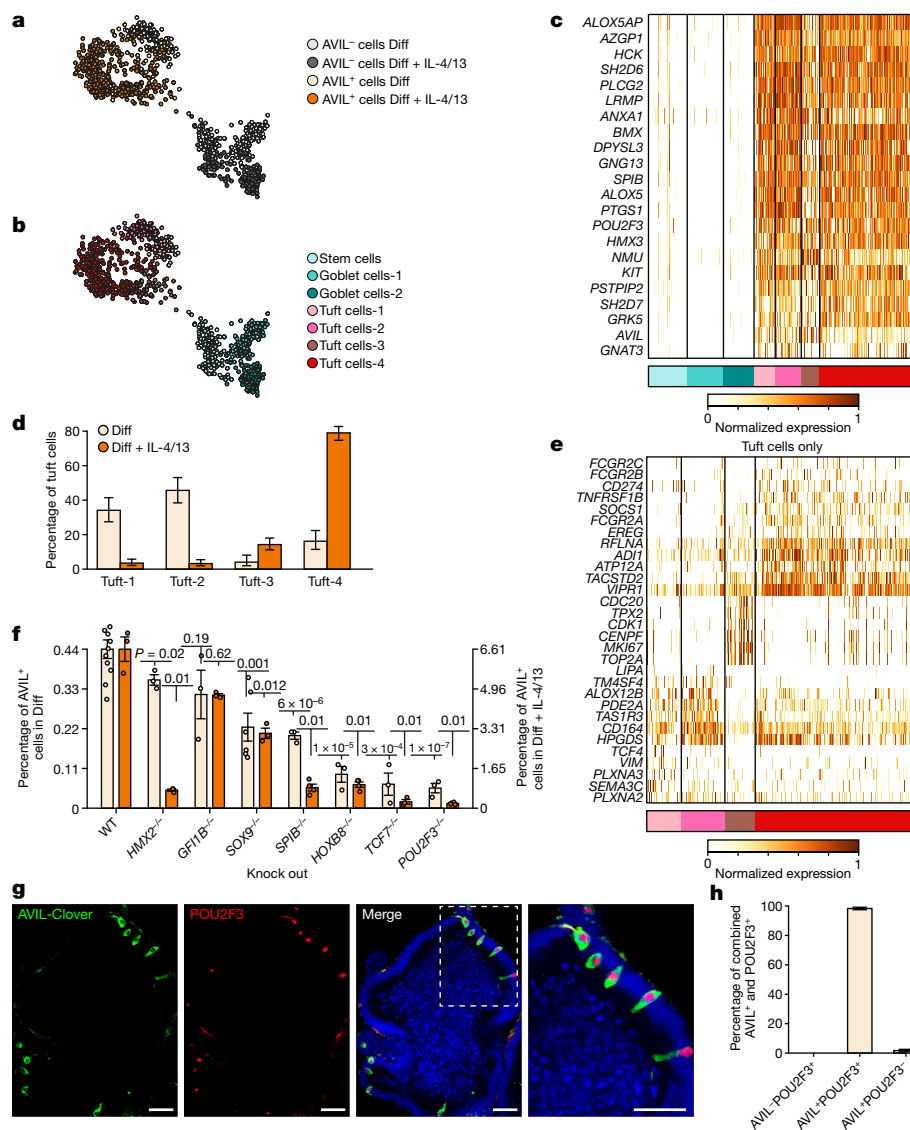 a
AVIL⁻ cells Diff
AVIL⁻ cells Diff + IL-4/13
AVIL⁺ cells Diff
AVIL⁺ cells Diff + IL-4/13
b
Stem cells
Goblet cells-1
Goblet cells-2
Tuft cells-1
Tuft cells-2
Tuft cells-3
Tuft cells-4
c
ALOX5AP
AZGP1
HCK
SH2D6
PLCG2
LRMP
ANXA1
BMX
DPYSL3
GNG13
SPIB
ALOX5
PTGS1
POU2F3
HMX3
NMU
KIT
PSTPIP2
SH2D7
GRK5
AVIL
GNAT3
0 1
Normalized expression
d
Percentage of tuft cells
80
60
40
20
0
Diff
Diff + IL-4/13
Tuft-1 Tuft-2 Tuft-3 Tuft-4
e
Tuft cells only
FCGR2C
FCGR2B
CD274
TNFRSF1B
SOCS1
FCGR2A
EREG
RFLNA
ADI1
ATP12A
TACSTD2
VIPR1
CDC20
TPX2
CDK1
CENPF
MKI67
TOP2A
LIPA
TM4SF4
ALOX12B
PDE2A
TAS1R3
CD164
HPGDS
TCF4
VIM
PLXNA3
SEMA3C
PLXNA2
0 1
Normalized expression
f
Percentage of AVIL⁺
cells in Diff
0.44
0.33
0.22
0.11
0
P = 0.02
0.01
0.19
0.62
0.001
0.012
6 × 10⁻⁶
0.01
1 × 10⁻⁵
0.01
3 × 10⁻⁴
0.01
1 × 10⁻⁷
0.01
6.61
4.96
3.31
1.65
0
Percentage of AVIL⁺
cells in Diff + IL-4/13
WT
HMX2⁻/⁻
GFI1B⁻/⁻
SOX9⁻/⁻
SPIB⁻/⁻
HOXB8⁻/⁻
TCF7⁻/⁻
POU2F3⁻/⁻
Knock out
g
AVIL-Clover
POU2F3
Merge
h
Percentage of combined
AVIL⁺ and POU2F3⁺
100
80
60
40
20
0
AVIL⁻POU2F3⁺
AVIL⁺POU2F3⁺
AVIL⁺POU2F3⁻